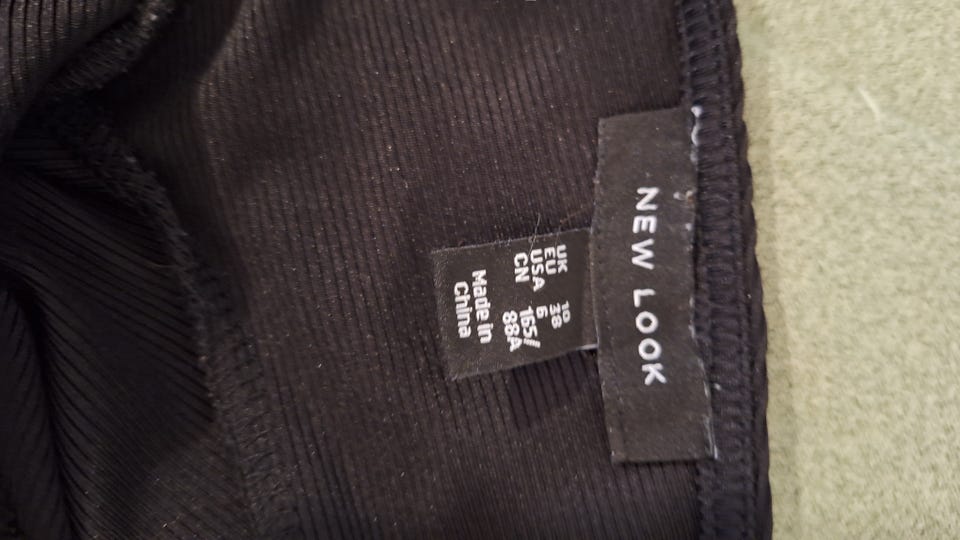 NEW LOOK
UK 10
EU 38
USA 6
CN 165/
88A
Made in
China